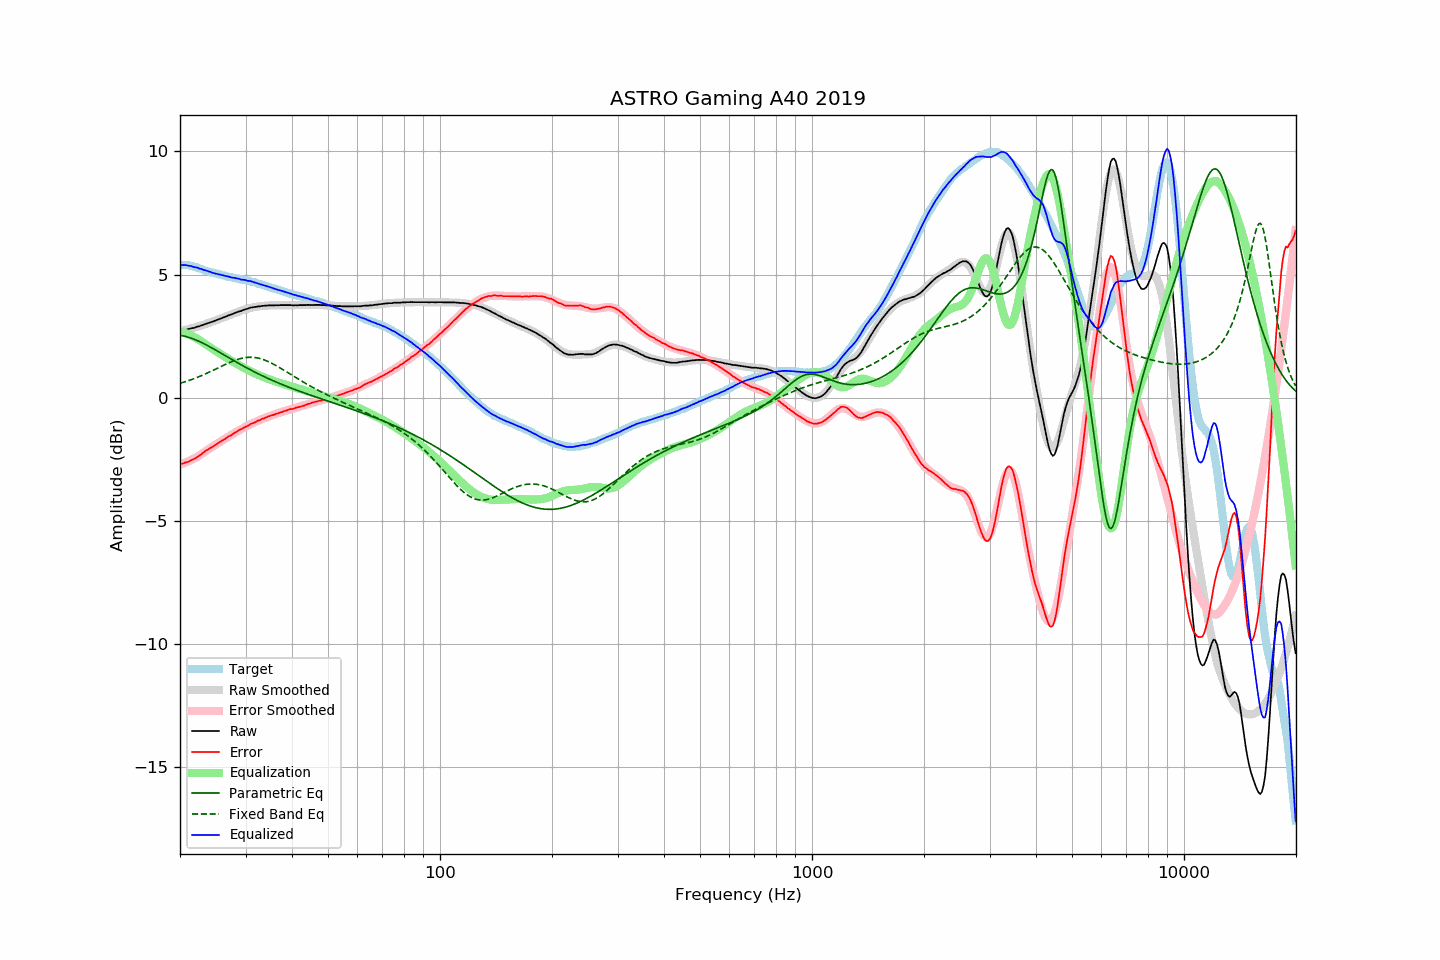 ASTRO Gaming A40 2019
Amplitude (dBr)
10
5
0
−5
−10
−15
Target
Raw Smoothed
Error Smoothed
Raw
Error
Equalization
Parametric Eq
Fixed Band Eq
Equalized
100 1000 10000
Frequency (Hz)